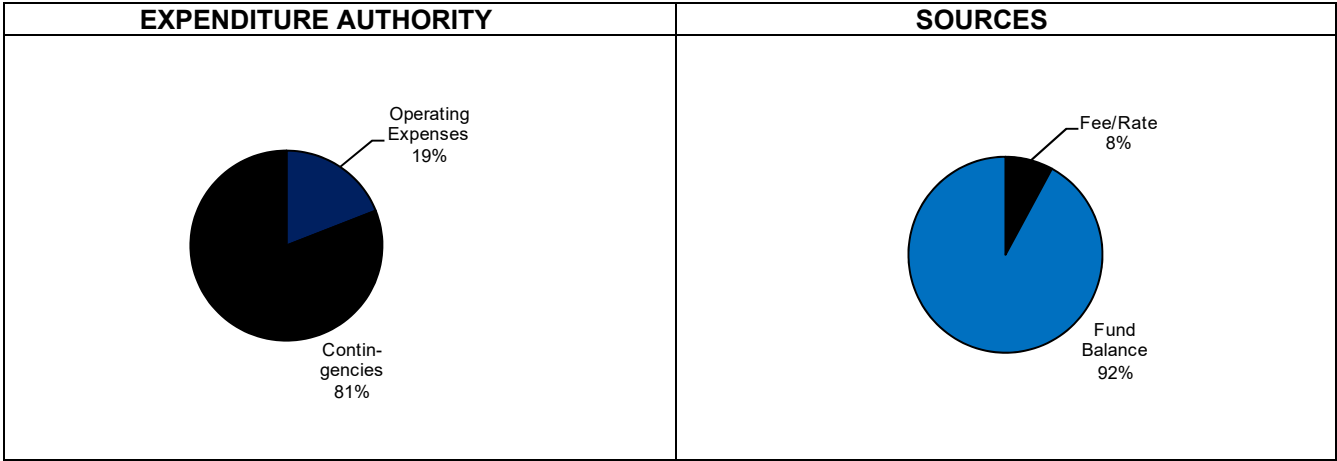 EXPENDITURE AUTHORITY
Operating
Expenses
19%
Contin-
gencies
81%
SOURCES
Fee/Rate
8%
Fund
Balance
92%